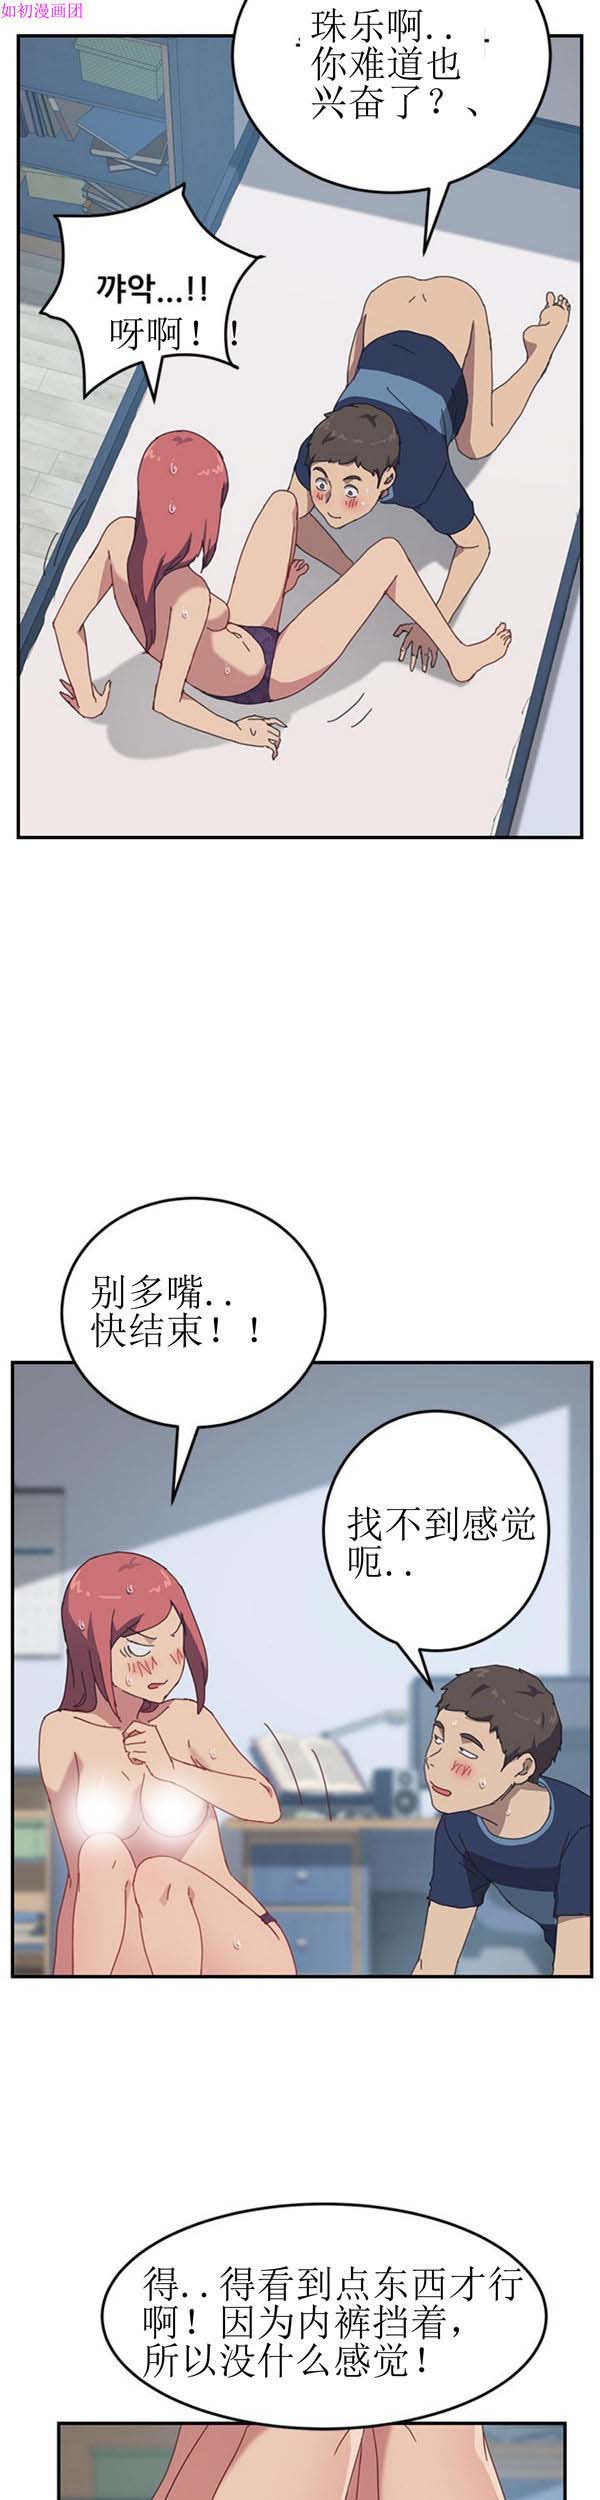 如初漫画团
珠乐啊..
你难道也
兴奋了？、
꺄악...!!
呀啊！！
别多嘴..
快结束！！
找不到感觉
呃..
得..得看到点东西才行
啊！因为内裤挡着，
所以没什么感觉！